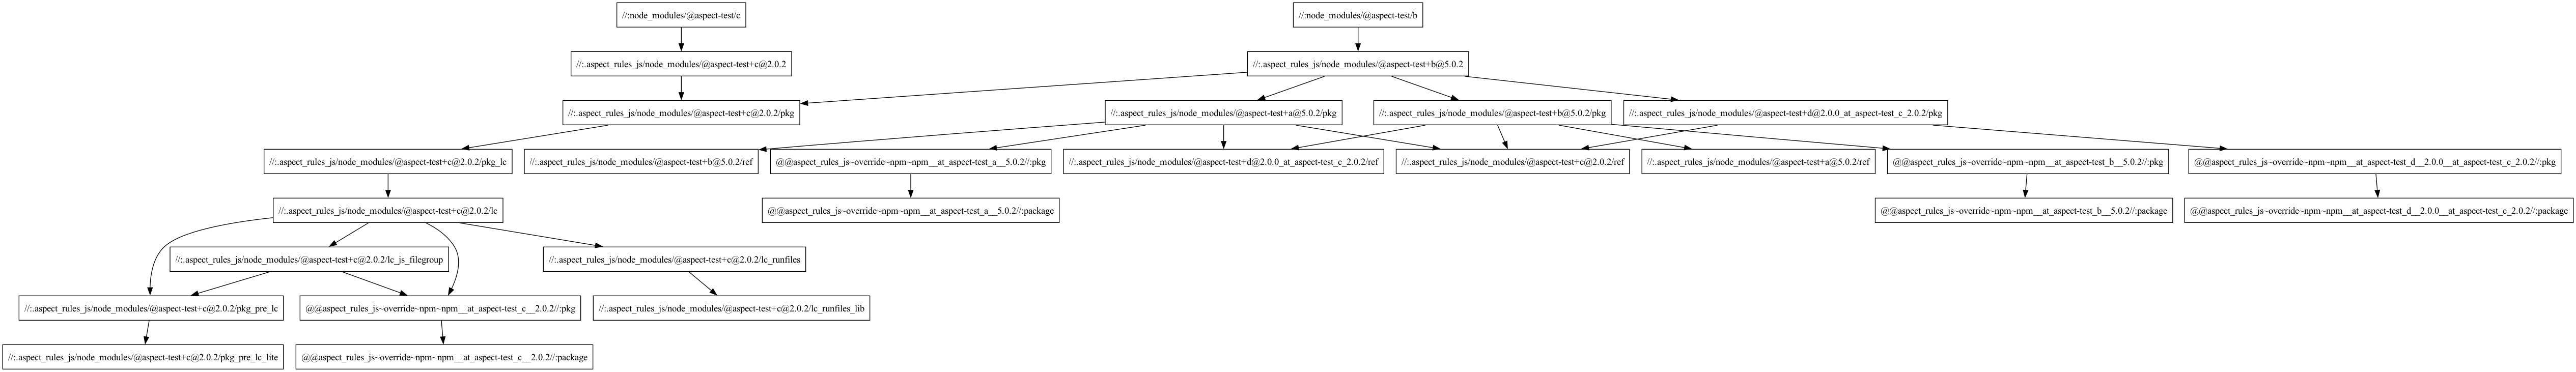 //:node_modules/@aspect-test/c
//:node_modules/@aspect-test/b
//:.aspect_rules_js/node_modules/@aspect-test+c@2.0.2
//:.aspect_rules_js/node_modules/@aspect-test+b@5.0.2
//:.aspect_rules_js/node_modules/@aspect-test+c@2.0.2/pkg
//:.aspect_rules_js/node_modules/@aspect-test+a@5.0.2/pkg
//:.aspect_rules_js/node_modules/@aspect-test+b@5.0.2/pkg
//:.aspect_rules_js/node_modules/@aspect-test+d@2.0.0_at_aspect-test_c_2.0.2/pkg
//:.aspect_rules_js/node_modules/@aspect-test+c@2.0.2/pkg_lc
//:.aspect_rules_js/node_modules/@aspect-test+b@5.0.2/ref
@@aspect_rules_js~override~npm~npm__at_aspect-test_a__5.0.2//:pkg
//:.aspect_rules_js/node_modules/@aspect-test+d@2.0.0_at_aspect-test_c_2.0.2/ref
//:.aspect_rules_js/node_modules/@aspect-test+c@2.0.2/ref
//:.aspect_rules_js/node_modules/@aspect-test+a@5.0.2/ref
@@aspect_rules_js~override~npm~npm__at_aspect-test_b__5.0.2//:pkg
@@aspect_rules_js~override~npm~npm__at_aspect-test_d__2.0.0__at_aspect-test_c_2.0.2//:pkg
//:.aspect_rules_js/node_modules/@aspect-test+c@2.0.2/lc
@@aspect_rules_js~override~npm~npm__at_aspect-test_a__5.0.2//:package
@@aspect_rules_js~override~npm~npm__at_aspect-test_b__5.0.2//:package
@@aspect_rules_js~override~npm~npm__at_aspect-test_d__2.0.0__at_aspect-test_c_2.0.2//:package
//:.aspect_rules_js/node_modules/@aspect-test+c@2.0.2/lc_js_filegroup
//:.aspect_rules_js/node_modules/@aspect-test+c@2.0.2/lc_runfiles
//:.aspect_rules_js/node_modules/@aspect-test+c@2.0.2/pkg_pre_lc
@@aspect_rules_js~override~npm~npm__at_aspect-test_c__2.0.2//:pkg
//:.aspect_rules_js/node_modules/@aspect-test+c@2.0.2/lc_runfiles_lib
//:.aspect_rules_js/node_modules/@aspect-test+c@2.0.2/pkg_pre_lc_lite
@@aspect_rules_js~override~npm~npm__at_aspect-test_c__2.0.2//:package